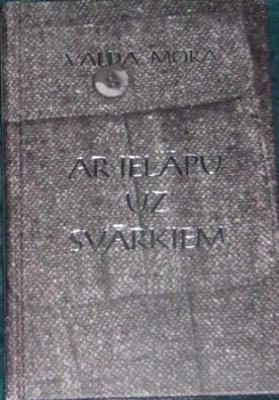 VALDA MORA
AR IELĀPU
UZ
SVĀRKIEM